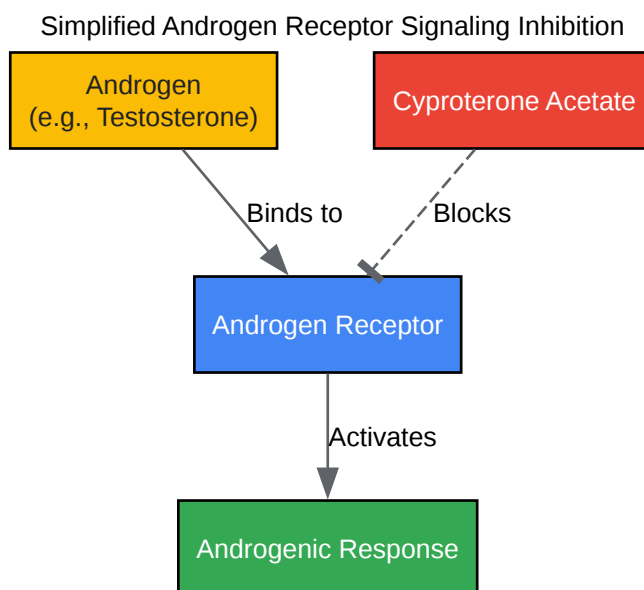 Simplified Androgen Receptor Signaling Inhibition
Androgen
(e.g., Testosterone)
Cyproterone Acetate
Binds to
Blocks
Androgen Receptor
Activates
Androgenic Response